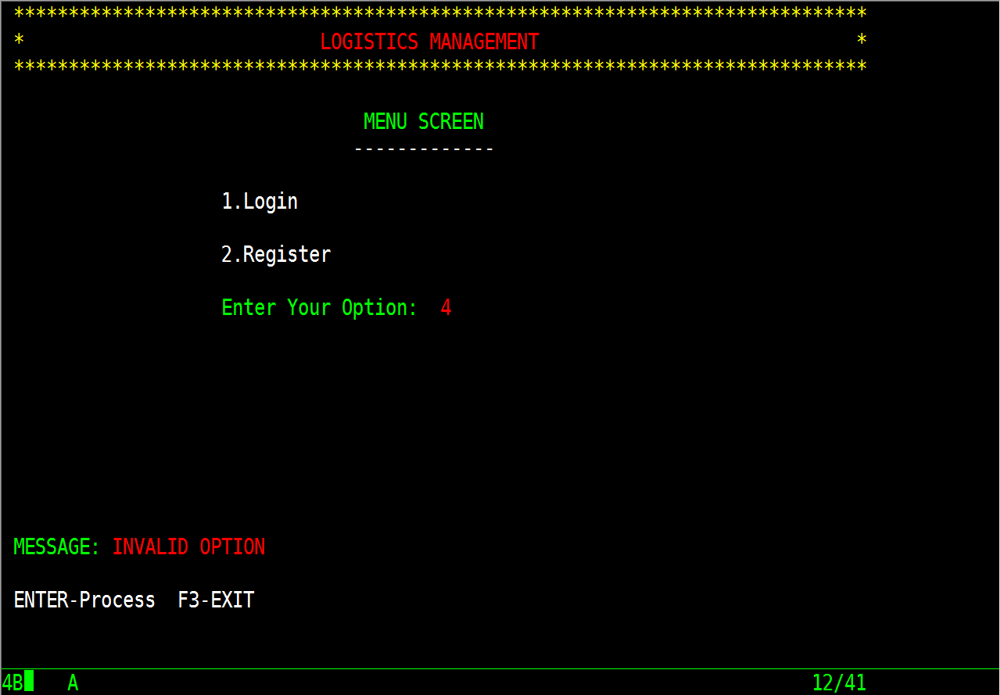 ******************************************************************************
* LOGISTICS MANAGEMENT *
******************************************************************************
MENU SCREEN
-------------
1.Login
2.Register
Enter Your Option: 4
MESSAGE: INVALID OPTION
ENTER-Process F3-EXIT
4B A 12/41